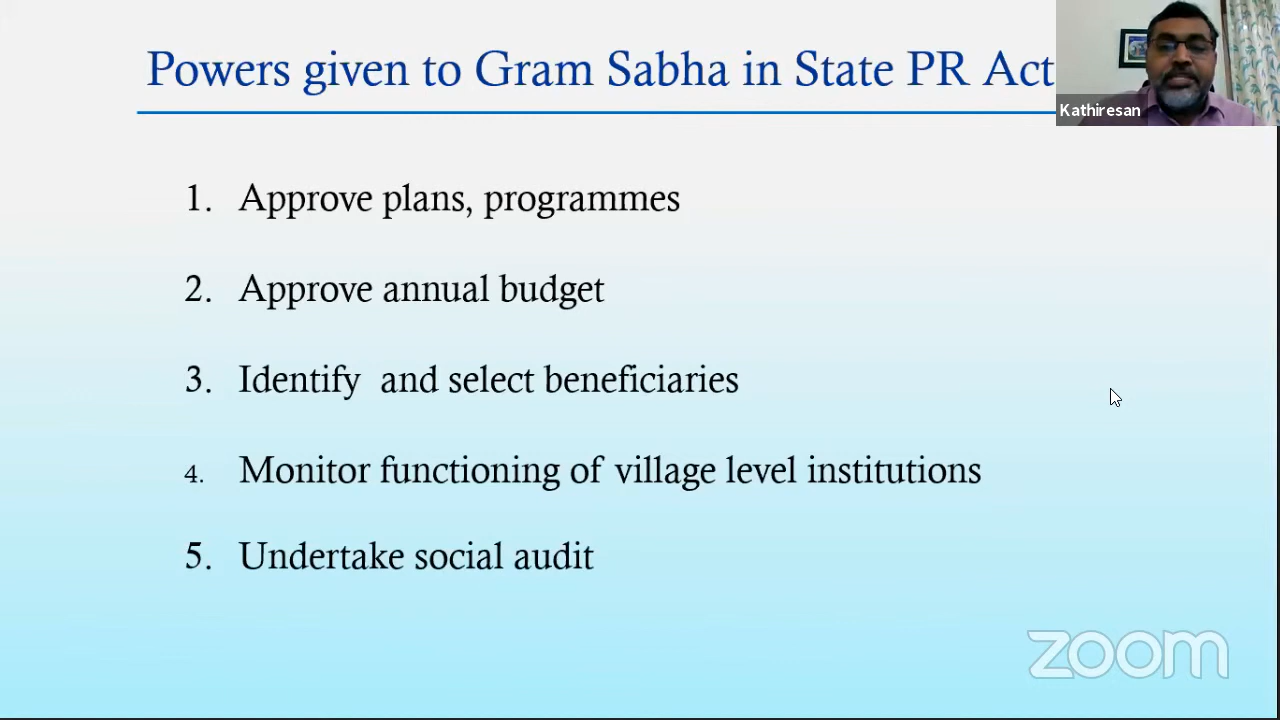 Powers given to Gram Sabha in State PR Act
Kathiresan
1. Approve plans, programmes
2. Approve annual budget
3. Identify and select beneficiaries
4. Monitor functioning of village level institutions
5. Undertake social audit
zoom